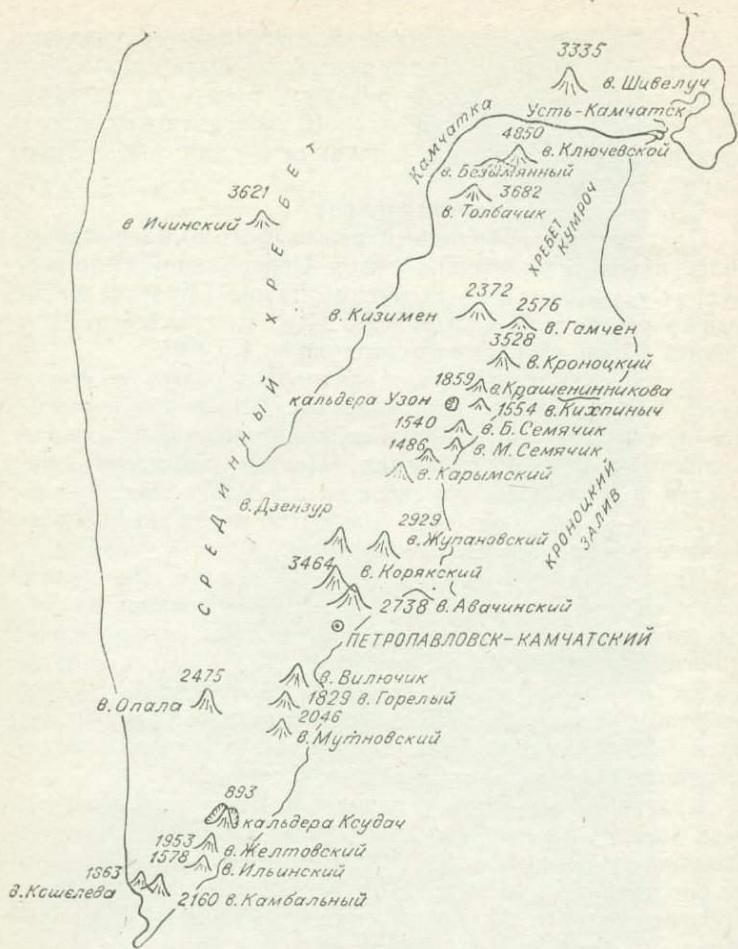 3335
в. Шивелуч
Усть-Камчатск
Камчатка
4850
в. Ключевской
в. Безымянный
3682
в. Толбачик
3621
в Ичинский
СРЕДИННЫЙ ХРЕБЕТ
ХРЕБЕТ
КУМРОЧ
2372
в. Кизимен
2576
в. Гамчен
3528
в. Кроноцкий
1859
в. Крашенинникова
кальдера Узон
1554 в. Кихпиныч
1540
в. Б. Семячик
1486
в. М. Семячик
в. Карымский
КРОНОЦКИЙ
ЗАЛИВ
в. Дзензур
2929
в. Жупановский
3464
в. Корякский
2738 в. Авачинский
ПЕТРОПАВЛОВСК-КАМЧАТСКИЙ
2475
в. Опала
в. Вилючик
1829 в. Горелый
2046
в. Мутновский
893
кальдера Ксудач
1953
в. Желтовский
1578
в. Ильинский
1863
в. Кошелева
2160 в. Камбальный